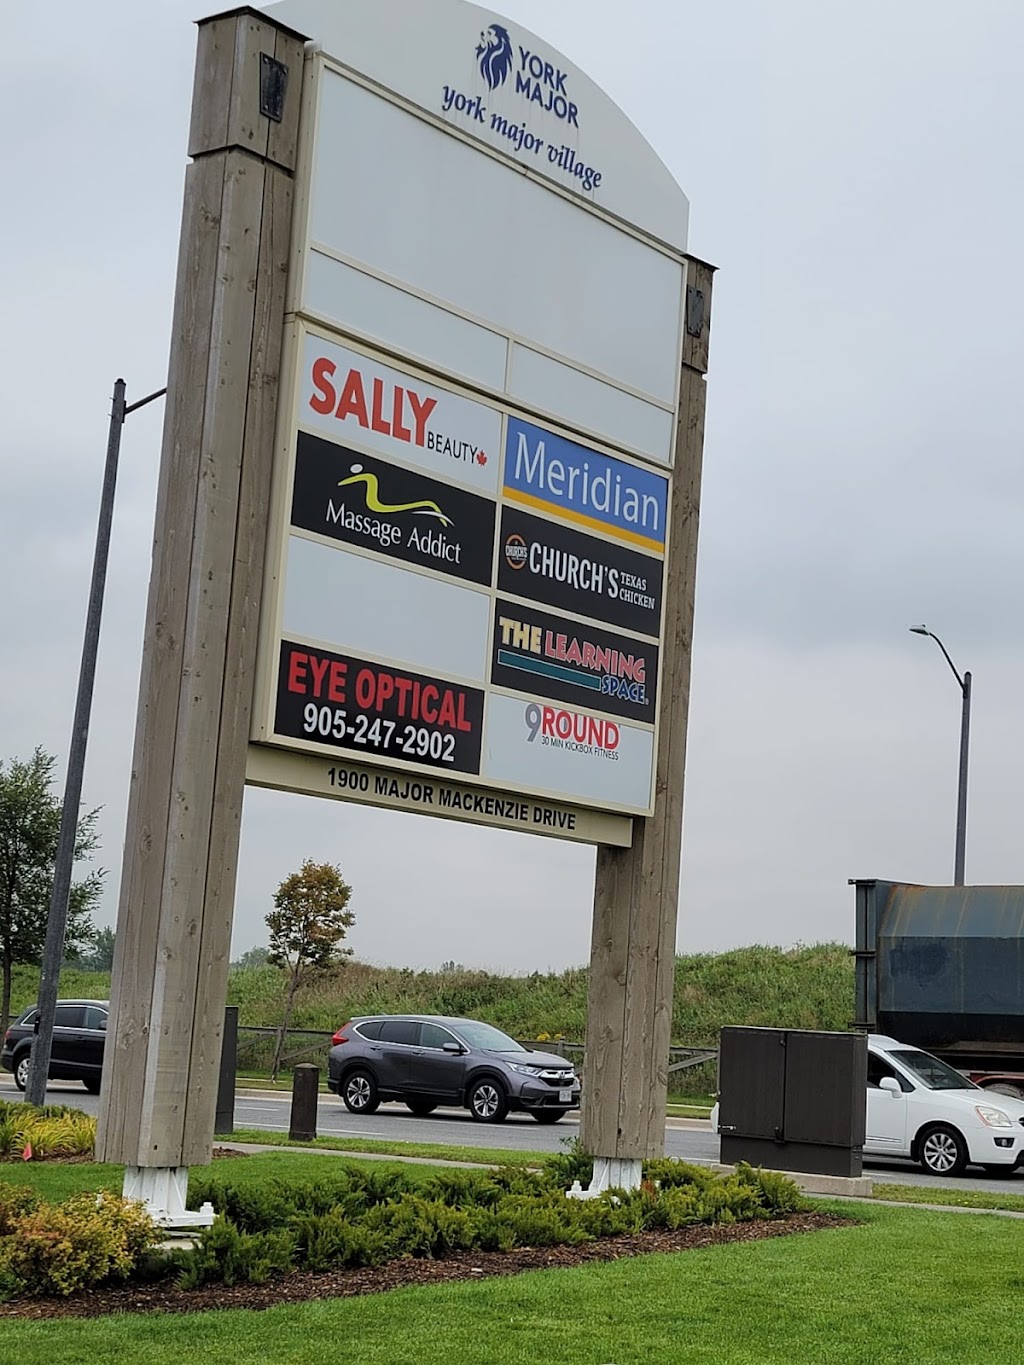 YORK
MAJOR
york major village
SALLY
BEAUTY
Meridian
Massage Addict
CHURCH'S
CHURCH'S
TEXAS
CHICKEN
THE LEARNING
SPACE
EYE OPTICAL
905-247-2902
9ROUND
30 MIN KICKBOX FITNESS
1900 MAJOR MACKENZIE DRIVE